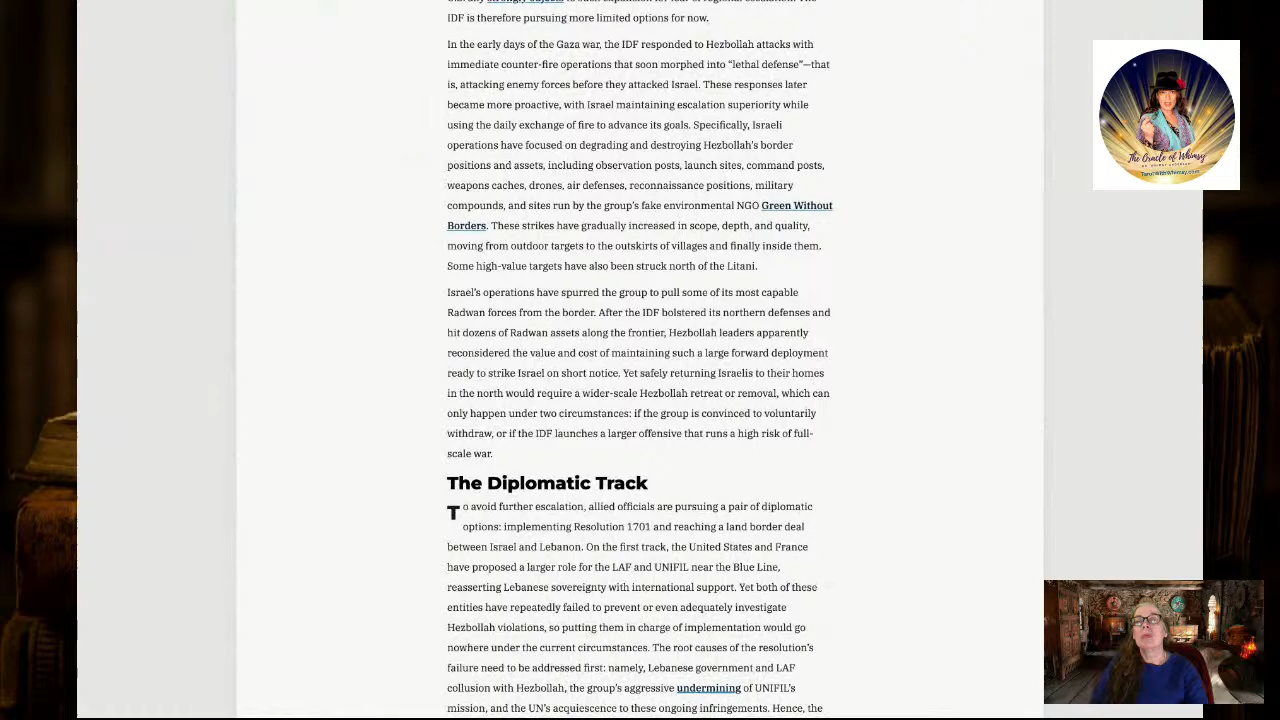 IDF is therefore pursuing more limited options for now.
In the early days of the Gaza war, the IDF responded to Hezbollah attacks with
immediate counter-fire operations that soon morphed into “lethal defense”—that
is, attacking enemy forces before they attacked Israel. These responses later
became more proactive, with Israel maintaining escalation superiority while
using the daily exchange of fire to advance its goals. Specifically, Israeli
operations have focused on degrading and destroying Hezbollah’s border
positions and assets, including observation posts, launch sites, command posts,
weapons caches, drones, air defenses, reconnaissance positions, military
compounds, and sites run by the group’s fake environmental NGO Green Without
Borders. These strikes have gradually increased in scope, depth, and quality,
moving from outdoor targets to the outskirts of villages and finally inside them.
Some high-value targets have also been struck north of the Litani.
Israel’s operations have spurred the group to pull some of its most capable
Radwan forces from the border. After the IDF bolstered its northern defenses and
hit dozens of Radwan assets along the frontier, Hezbollah leaders apparently
reconsidered the value and cost of maintaining such a large forward deployment
ready to strike Israel on short notice. Yet safely returning Israelis to their homes
in the north would require a wider-scale Hezbollah retreat or removal, which can
only happen under two circumstances: if the group is convinced to voluntarily
withdraw, or if the IDF launches a larger offensive that runs a high risk of full-
scale war.
The Diplomatic Track
To avoid further escalation, allied officials are pursuing a pair of diplomatic
options: implementing Resolution 1701 and reaching a land border deal
between Israel and Lebanon. On the first track, the United States and France
have proposed a larger role for the LAF and UNIFIL near the Blue Line,
reasserting Lebanese sovereignty with international support. Yet both of these
entities have repeatedly failed to prevent or even adequately investigate
Hezbollah violations, so putting them in charge of implementation would go
nowhere under the current circumstances. The root causes of the resolution’s
failure need to be addressed first: namely, Lebanese government and LAF
collusion with Hezbollah, the group’s aggressive undermining of UNIFIL’s
mission, and the UN’s acquiescence to these ongoing infringements. Hence, the
The Oracle of Whimsy
TarotWithWhimsy.com